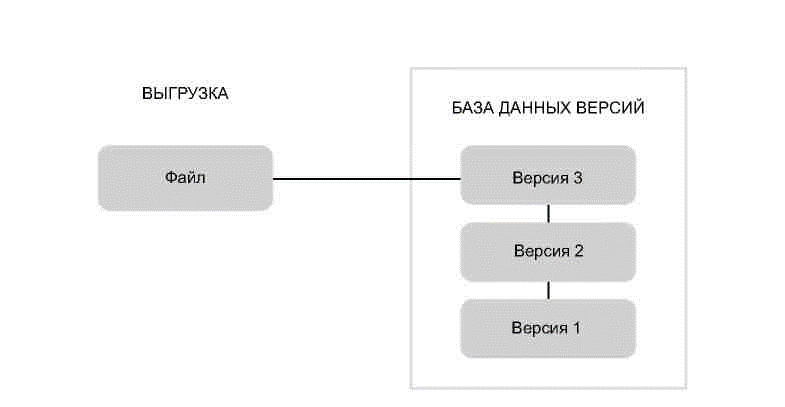 ВЫГРУЗКА
БАЗА ДАННЫХ ВЕРСИЙ
Файл
Версия 3
Версия 2
Версия 1